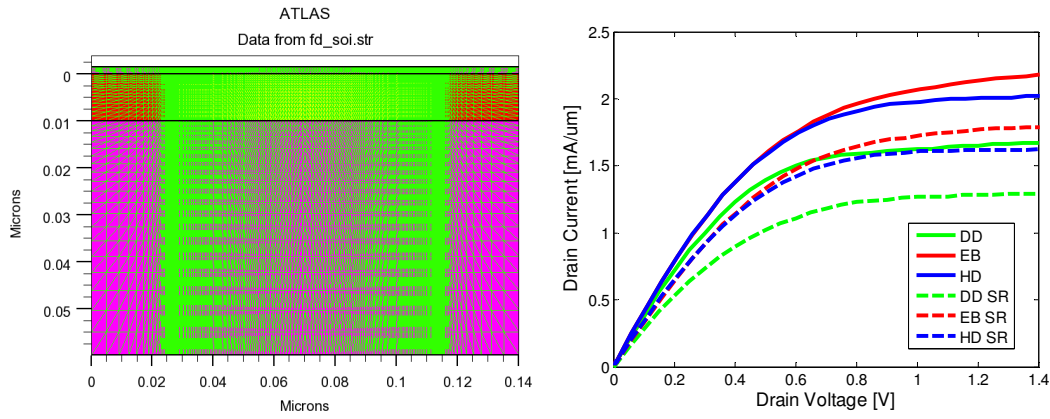 ATLAS
Data from fd_soi.str
Microns
0
0.01
0.02
0.03
0.04
0.05
0
0.02
0.04
0.06
0.08
0.1
0.12
0.14
Microns
Drain Current [mA/um]
2.5
2
1.5
1
0.5
0
0
0.2
0.4
0.6
0.8
1
1.2
1.4
Drain Voltage [V]
DD
EB
HD
DD SR
EB SR
HD SR